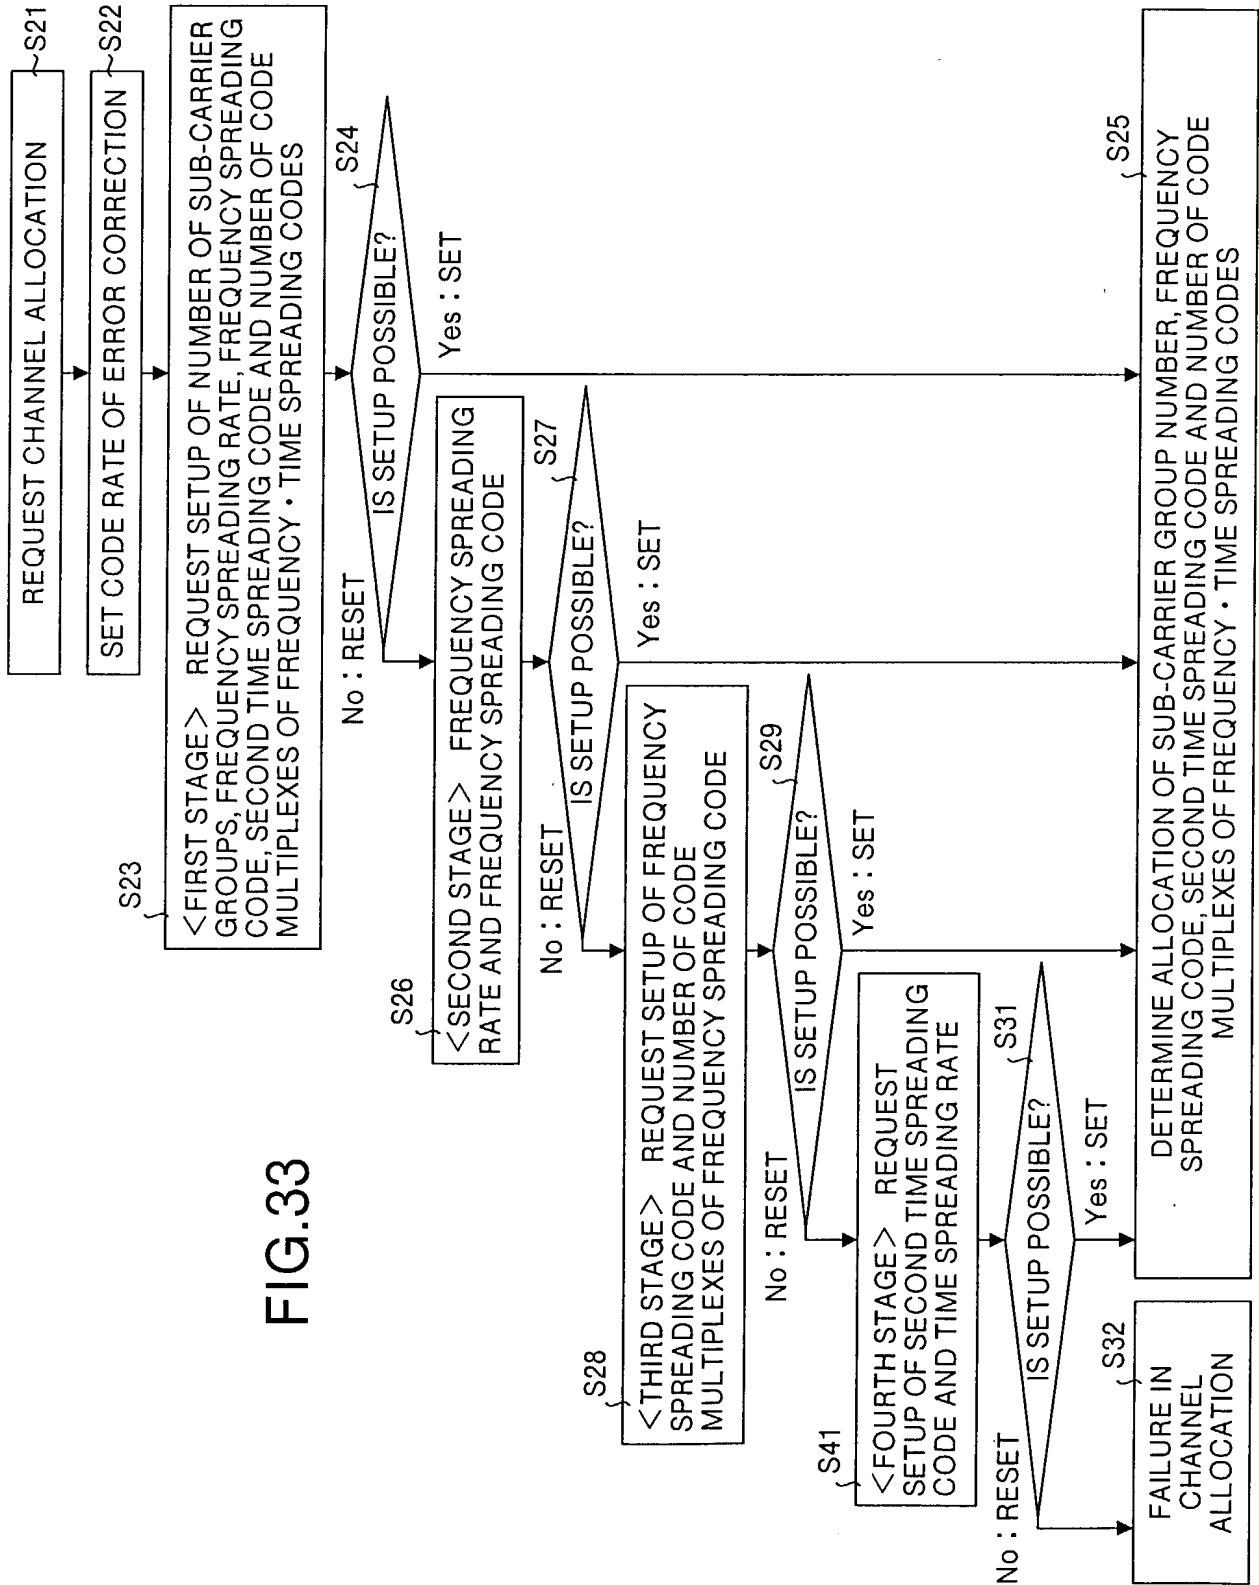 FIG.33
REQUEST CHANNEL ALLOCATION
S21
SET CODE RATE OF ERROR CORRECTION
S22
S23
<FIRST STAGE> REQUEST SETUP OF NUMBER OF SUB-CARRIER
GROUPS, FREQUENCY SPREADING RATE, FREQUENCY SPREADING
CODE, SECOND TIME SPREADING CODE AND NUMBER OF CODE
MULTIPLEXES OF FREQUENCY・TIME SPREADING CODES
S24
IS SETUP POSSIBLE?
No : RESET
Yes : SET
S26
<SECOND STAGE> FREQUENCY SPREADING
RATE AND FREQUENCY SPREADING CODE
S27
IS SETUP POSSIBLE?
No : RESET
Yes : SET
S28
<THIRD STAGE> REQUEST SETUP OF FREQUENCY
SPREADING CODE AND NUMBER OF CODE
MULTIPLEXES OF FREQUENCY SPREADING CODE
S29
IS SETUP POSSIBLE?
No : RESET
Yes : SET
S41
<FOURTH STAGE> REQUEST
SETUP OF SECOND TIME SPREADING
CODE AND TIME SPREADING RATE
S31
IS SETUP POSSIBLE?
No : RESET
Yes : SET
S32
FAILURE IN
CHANNEL
ALLOCATION
S25
DETERMINE ALLOCATION OF SUB-CARRIER GROUP NUMBER, FREQUENCY
SPREADING CODE, SECOND TIME SPREADING CODE AND NUMBER OF CODE
MULTIPLEXES OF FREQUENCY・TIME SPREADING CODES